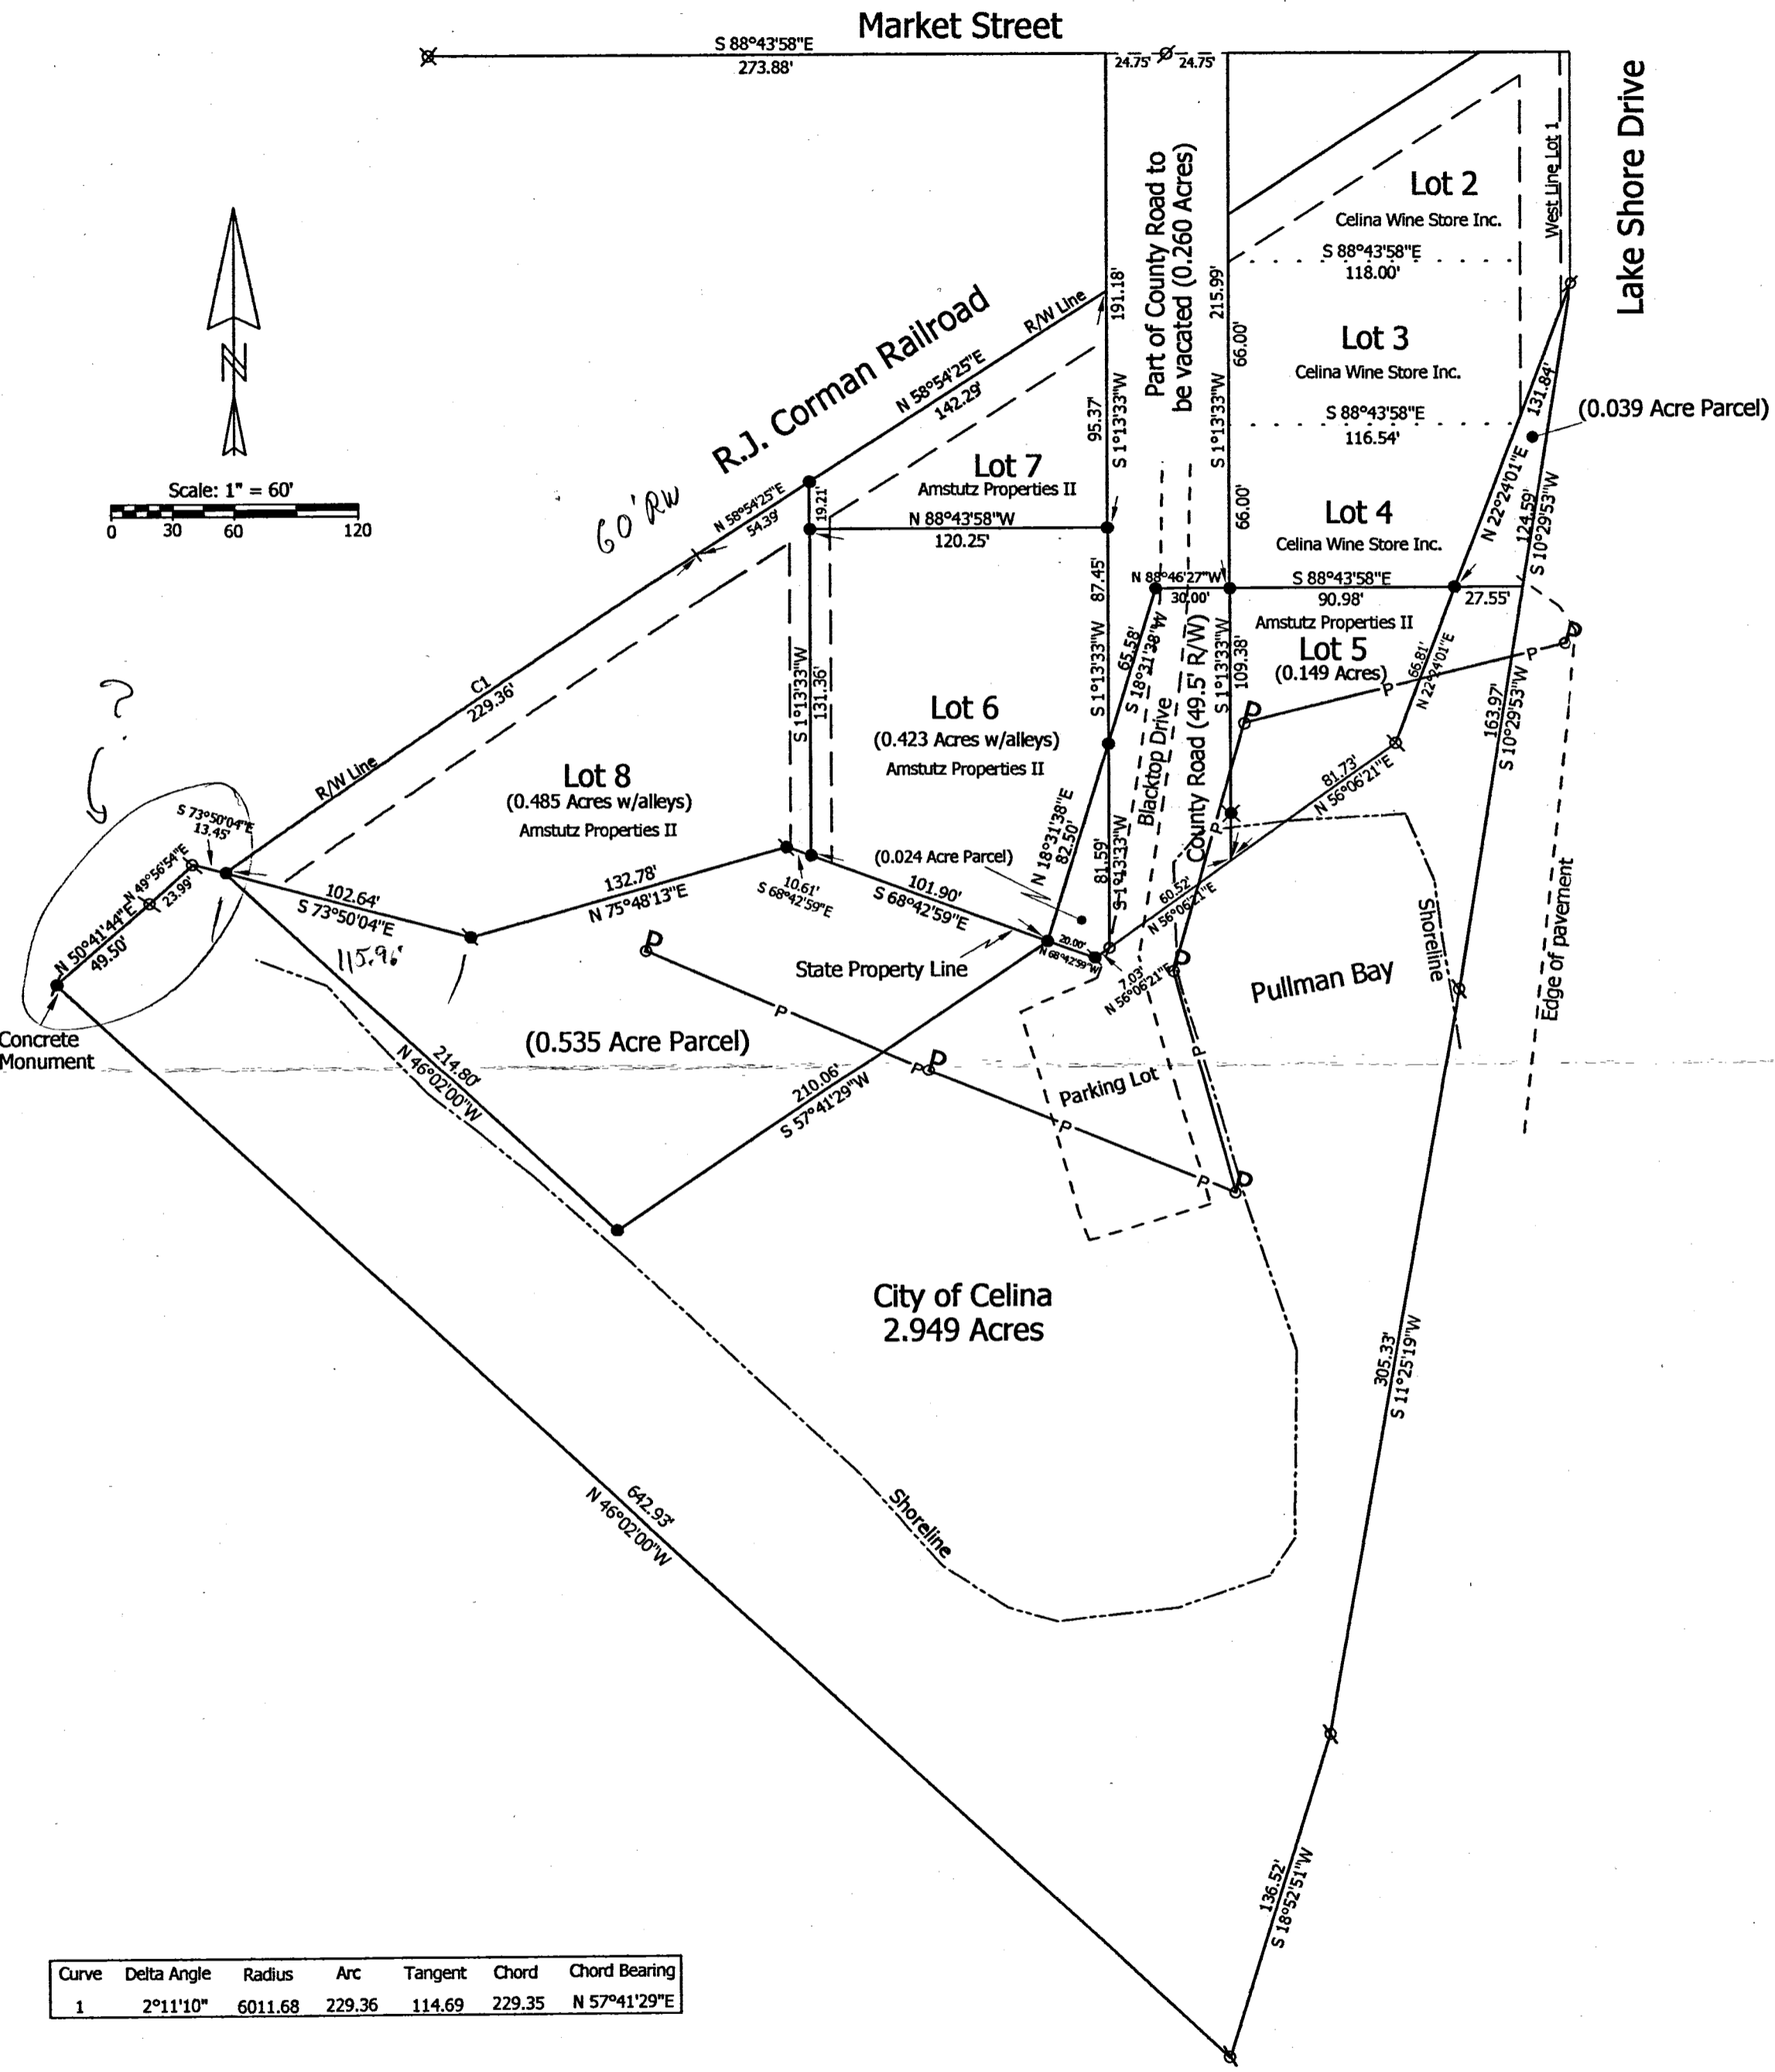 Market Street
S 88°43'58"E
273.88'
24.75'
24.75'
Lake Shore Drive
West Line Lot 1
Part of County Road to
be vacated (0.260 Acres)
Lot 2
Celina Wine Store Inc.
S 88°43'58"E
118.00'
191.18'
215.99'
66.00'
Lot 3
Celina Wine Store Inc.
S 88°43'58"E
116.54'
131.84'
(0.039 Acre Parcel)
N
Scale: 1" = 60'
0 30 60 120
R.J. Corman Railroad
R/W Line
N 58°54'25"E
142.29'
95.37'
S 1°13'33"W
S 1°13'33"W
60' RW
N 58°54'25"E
54.39'
19.21'
Lot 7
Amstutz Properties II
N 88°43'58"W
120.25'
66.00'
Lot 4
Celina Wine Store Inc.
N 22°24'01"E
124.59'
S 10°29'53"W
87.45'
N 88°46'27"W
30.00'
S 88°43'58"E
90.98'
27.55'
Amstutz Properties II
Lot 5
(0.149 Acres)
P
P
P
P
66.81'
N 22°24'01"E
163.97'
S 10°29'53"W
S 1°13'33"W
131.36'
S 1°13'33"W
65.58'
S 18°31'38"W
S 1°13'33"W
109.38'
County Road (49.5' R/W)
Blacktop Drive
C1
229.36'
R/W Line
Lot 6
(0.423 Acres w/alleys)
Amstutz Properties II
Lot 8
(0.485 Acres w/alleys)
Amstutz Properties II
?
81.73'
N 56°06'21"E
P
S 73°50'04"E
13.45'
N 49°56'54"E
23.99'
N 50°41'44"E
49.50'
Concrete
Monument
102.64'
S 73°50'04"E
115.96'
132.78'
N 75°48'13"E
10.61'
S 68°42'59"E
(0.024 Acre Parcel)
101.90'
S 68°42'59"E
N 18°31'38"E
82.50'
81.59'
S 1°13'33"W
60.52'
N 56°06'21"E
20.00'
N 68°42'59"W
7.03'
N 56°06'21"E
State Property Line
P
P
Pullman Bay
Shoreline
Edge of pavement
(0.535 Acre Parcel)
P
P
P
P
Parking Lot
P
P
P
214.80'
N 46°02'00"W
210.06'
S 57°41'29"W
City of Celina
2.949 Acres
305.33'
S 11°25'19"W
Shoreline
642.93'
N 46°02'00"W
136.52'
S 18°52'51"W
Curve Delta Angle Radius Arc Tangent Chord Chord Bearing
1 2°11'10" 6011.68 229.36 114.69 229.35 N 57°41'29"E